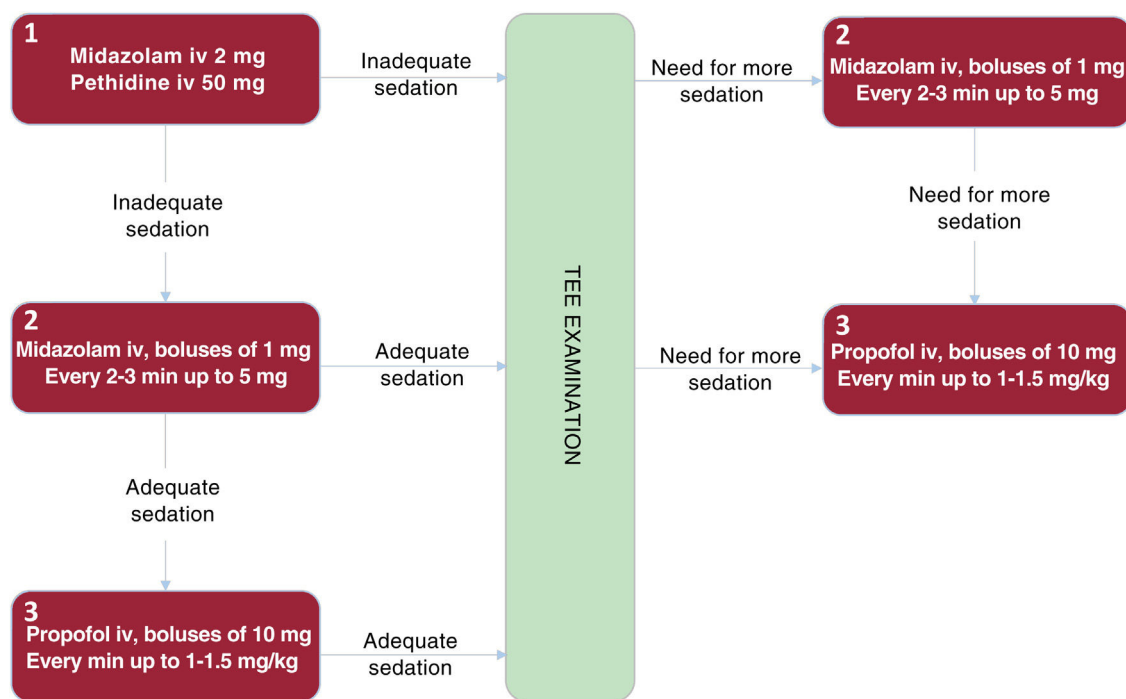 1
Midazolam iv 2 mg
Pethidine iv 50 mg
Inadequate
sedation
Need for more
sedation
2
Midazolam iv, boluses of 1 mg
Every 2-3 min up to 5 mg
Inadequate
sedation
Need for more
sedation
TEE EXAMINATION
2
Midazolam iv, boluses of 1 mg
Every 2-3 min up to 5 mg
Adequate
sedation
Need for more
sedation
3
Propofol iv, boluses of 10 mg
Every min up to 1-1.5 mg/kg
Adequate
sedation
3
Propofol iv, boluses of 10 mg
Every min up to 1-1.5 mg/kg
Adequate
sedation